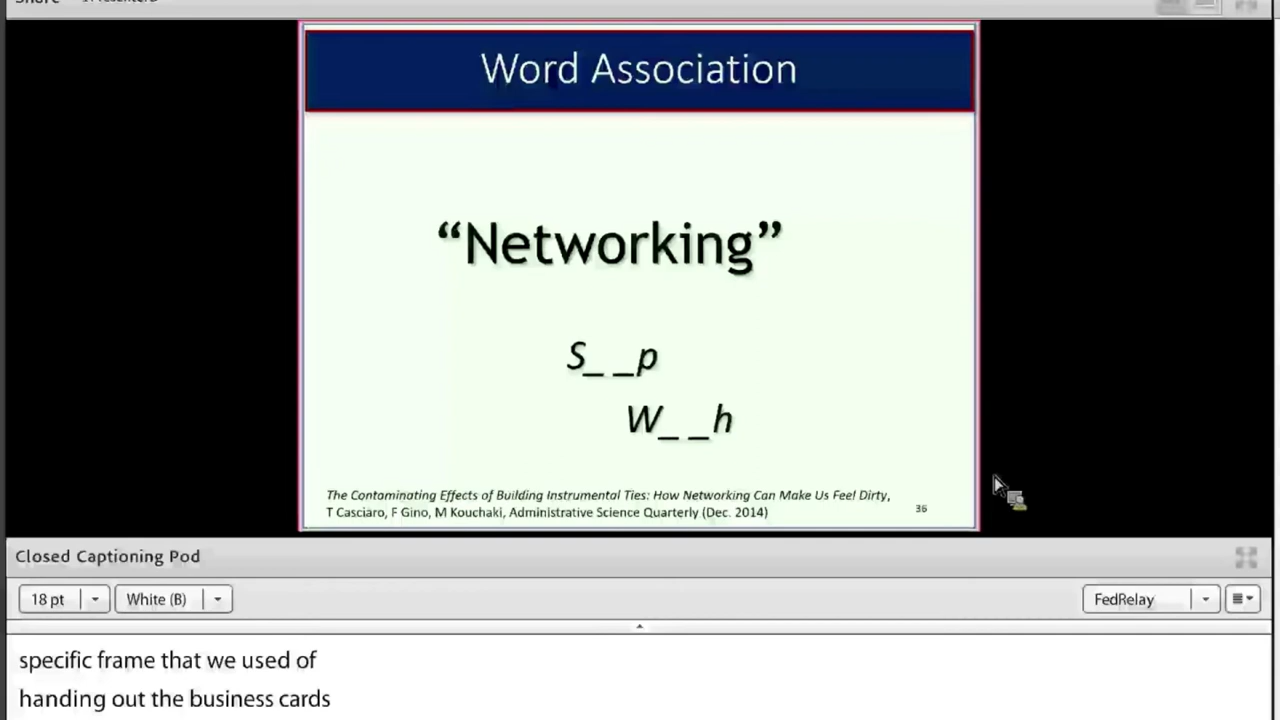 Word Association
“Networking”
S_ _p
W_ _h
The Contaminating Effects of Building Instrumental Ties: How Networking Can Make Us Feel Dirty,
T Casciaro, F Gino, M Kouchaki, Administrative Science Quarterly (Dec. 2014)
36
Closed Captioning Pod
18 pt
White (B)
FedRelay
specific frame that we used of
handing out the business cards